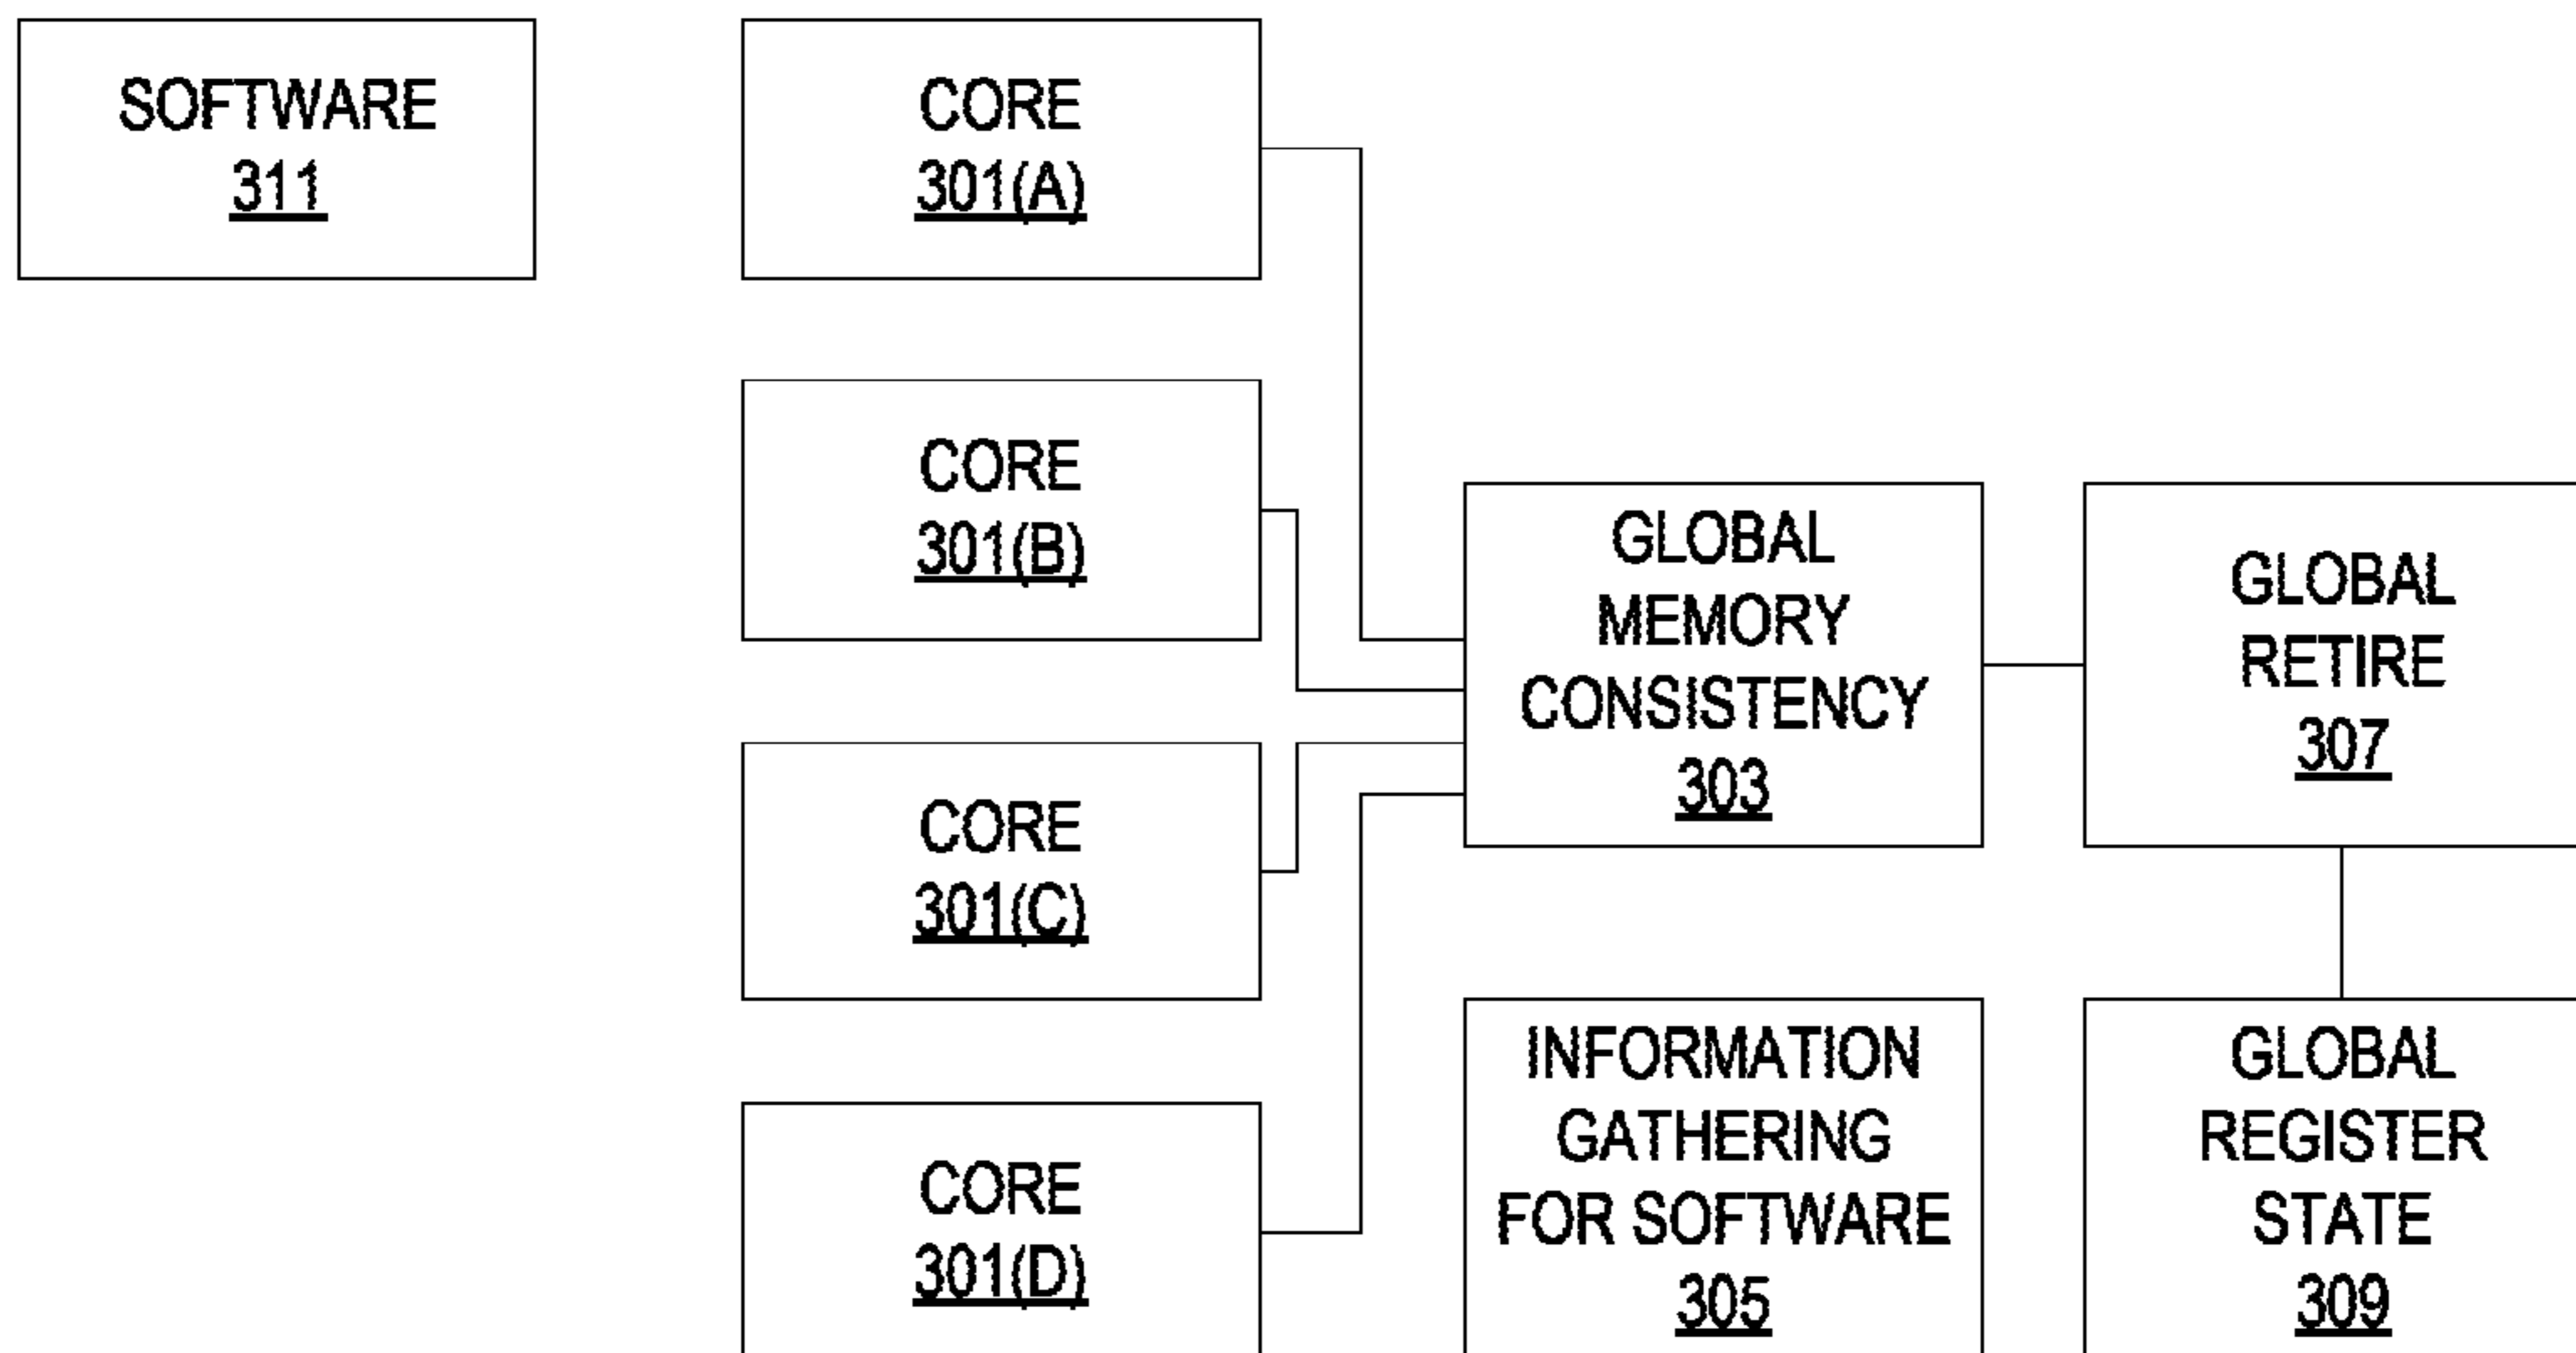 SOFTWARE
311
CORE
301(A)
CORE
301(B)
CORE
301(C)
CORE
301(D)
GLOBAL
MEMORY
CONSISTENCY
303
GLOBAL
RETIRE
307
INFORMATION
GATHERING
FOR SOFTWARE
305
GLOBAL
REGISTER
STATE
309